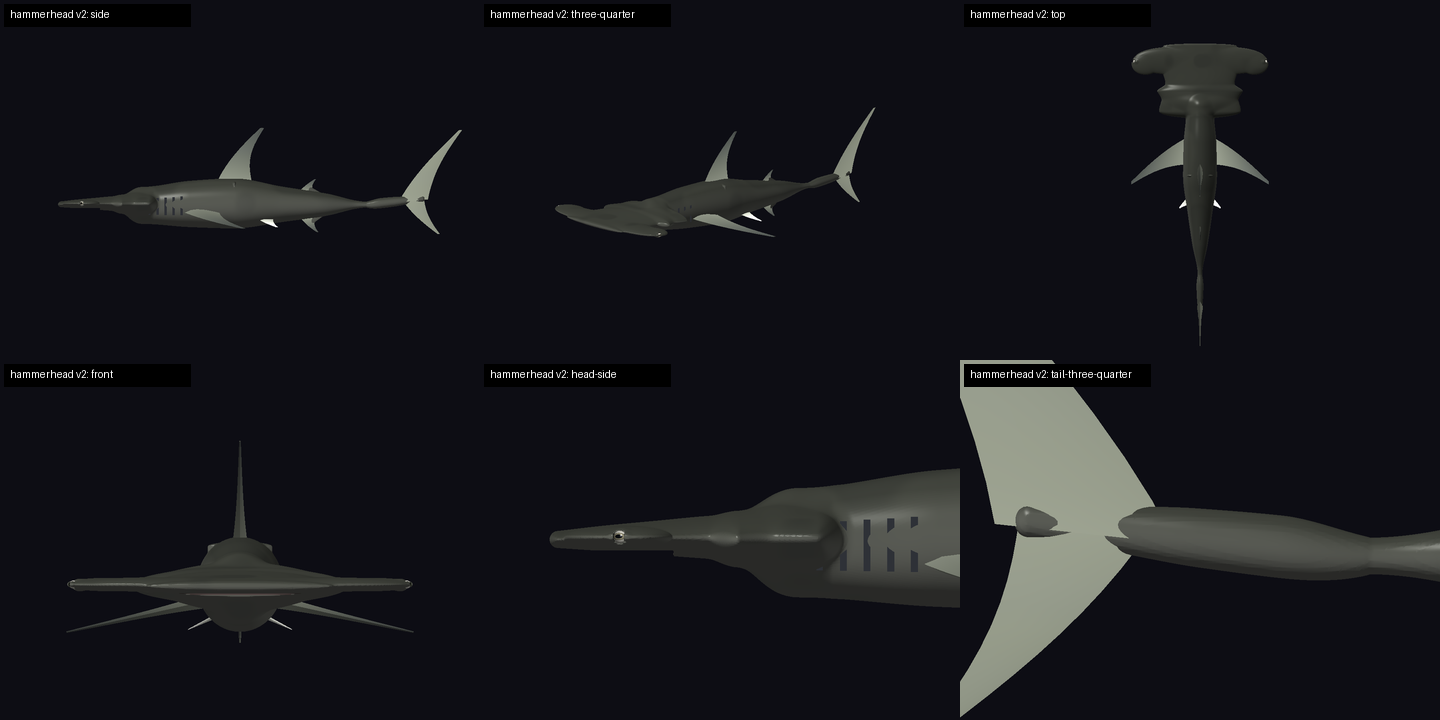 hammerhead v2: side
hammerhead v2: three-quarter
hammerhead v2: top
hammerhead v2: front
hammerhead v2: head-side
hammerhead v2: tail-three-quarter